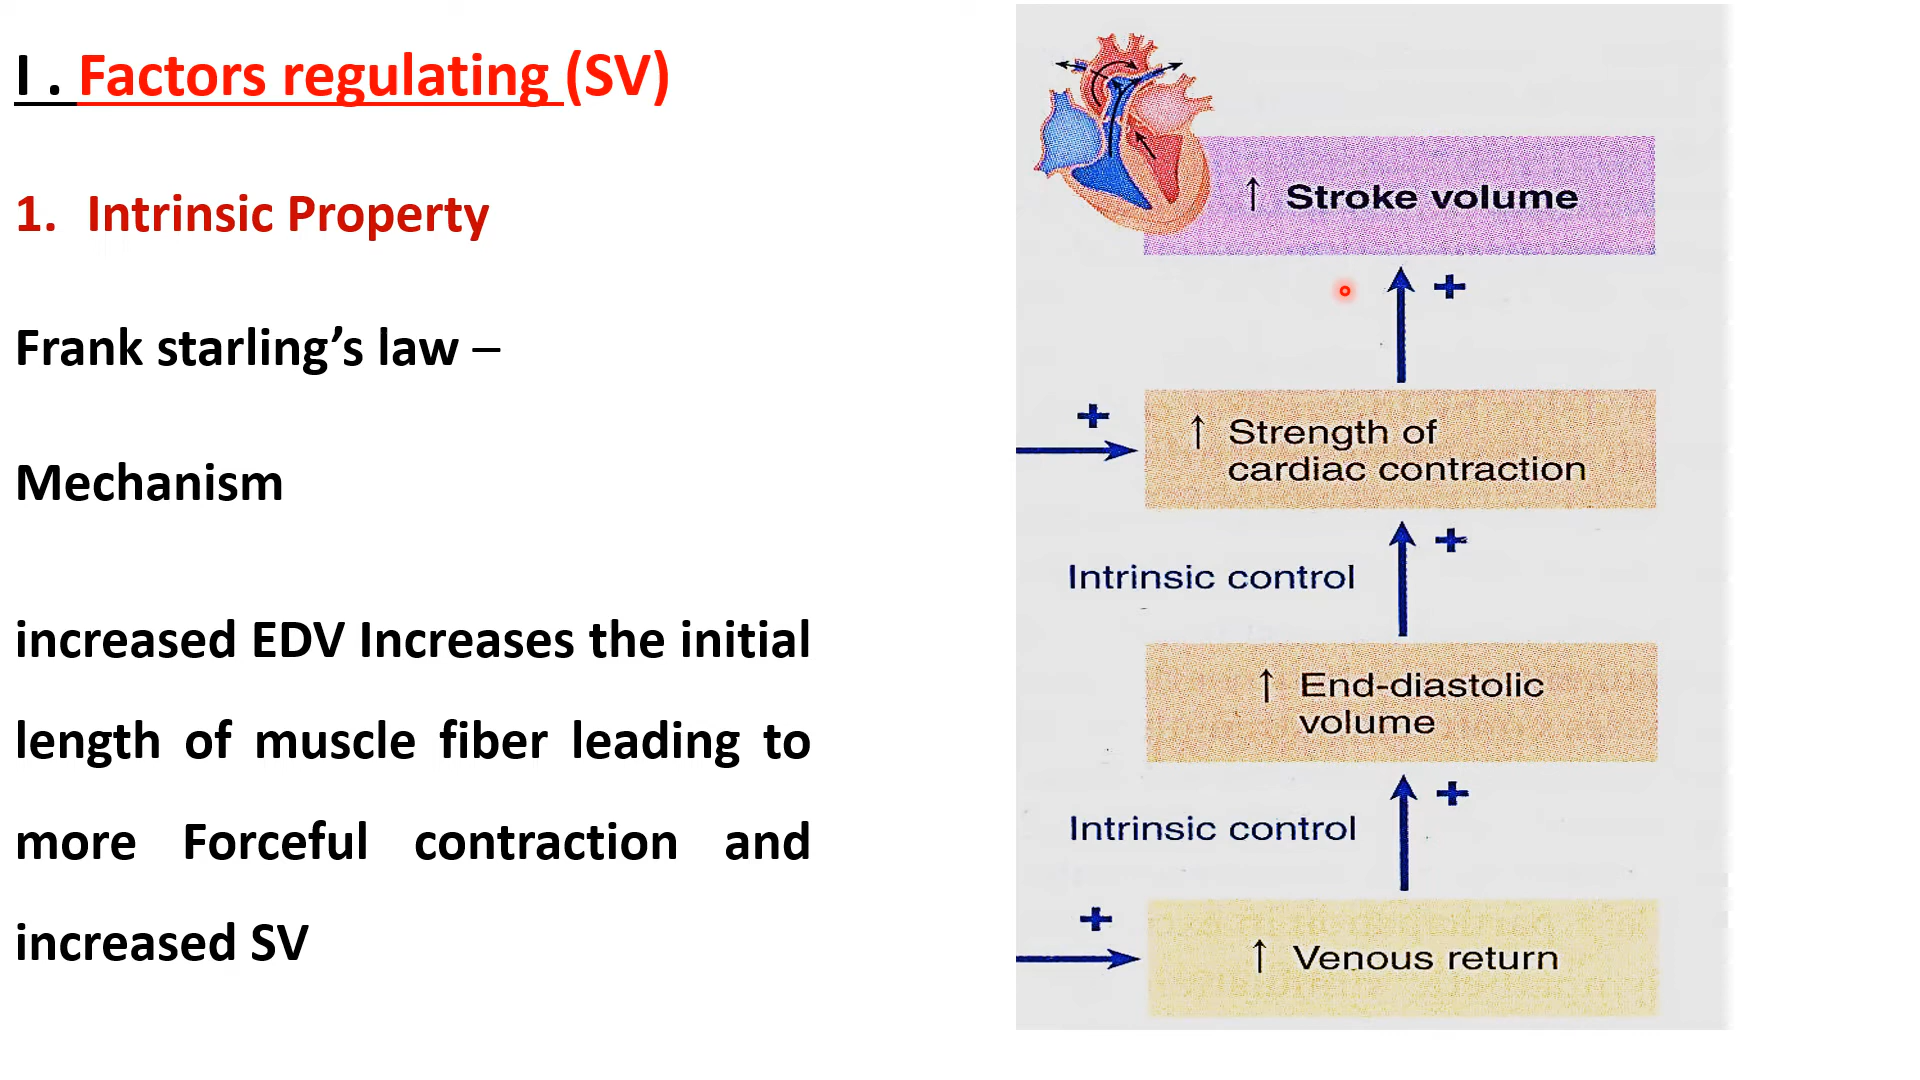 I . Factors regulating (SV)
1. Intrinsic Property
Frank starling’s law –
Mechanism
increased EDV Increases the initial
length of muscle fiber leading to
more Forceful contraction and
increased SV
↑ Stroke volume
+
+
↑ Strength of
cardiac contraction
+
Intrinsic control
↑ End-diastolic
volume
+
Intrinsic control
+
↑ Venous return